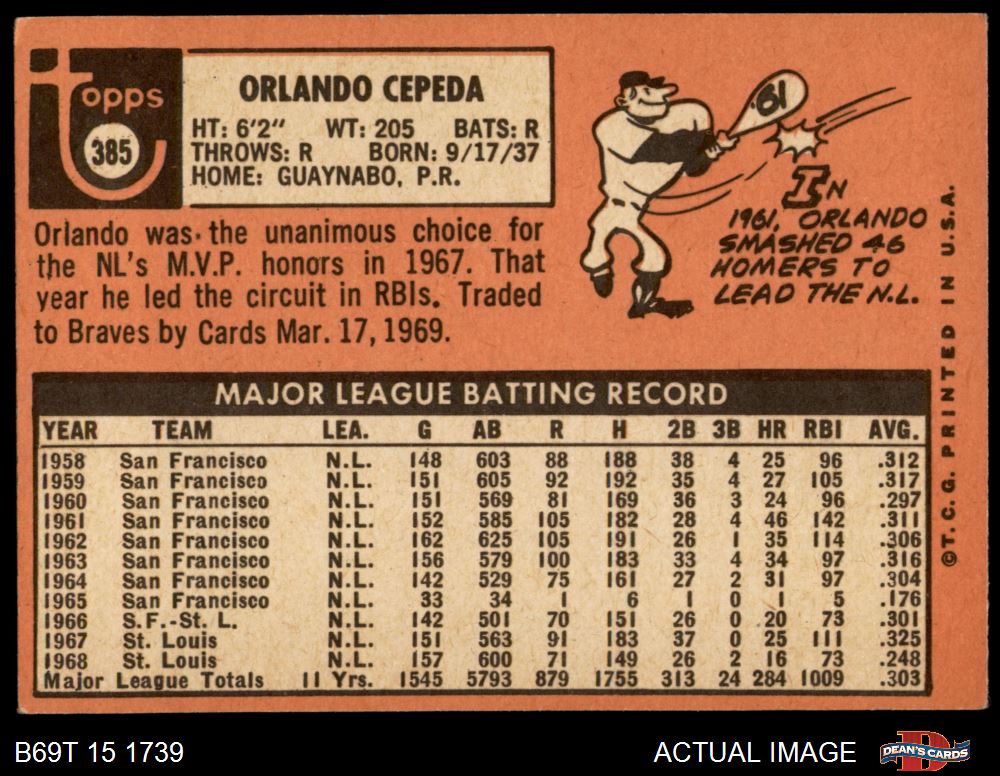 topps
385
ORLANDO CEPEDA
HT: 6'2" WT: 205 BATS: R
THROWS: R BORN: 9/17/37
HOME: GUAYNABO, P.R.
Orlando was the unanimous choice for
the NL's M.V.P. honors in 1967. That
year he led the circuit in RBIs. Traded
to Braves by Cards Mar. 17, 1969.
'61
IN
1961, ORLANDO
SMASHED 46
HOMERS TO
LEAD THE N.L.
©T.C.G. PRINTED IN U.S.A.
MAJOR LEAGUE BATTING RECORD
YEAR TEAM LEA. G AB R H 2B 3B HR RBI AVG.
1958 San Francisco N.L. 148 603 88 188 38 4 25 96 .312
1959 San Francisco N.L. 151 605 92 192 35 4 27 105 .317
1960 San Francisco N.L. 151 569 81 169 36 3 24 96 .297
1961 San Francisco N.L. 152 585 105 182 28 4 46 142 .311
1962 San Francisco N.L. 162 625 105 191 26 1 35 114 .306
1963 San Francisco N.L. 156 579 100 183 33 4 34 97 .316
1964 San Francisco N.L. 142 529 75 161 27 2 31 97 .304
1965 San Francisco N.L. 33 34 1 6 1 0 1 5 .176
1966 S.F.-St. L. N.L. 142 501 70 151 26 0 20 73 .301
1967 St. Louis N.L. 151 563 91 183 37 0 25 111 .325
1968 St. Louis N.L. 157 600 71 149 26 2 16 73 .248
Major League Totals 11 Yrs. 1545 5793 879 1755 313 24 284 1009 .303
B69T 15 1739
ACTUAL IMAGE
D
DEAN'S CARDS